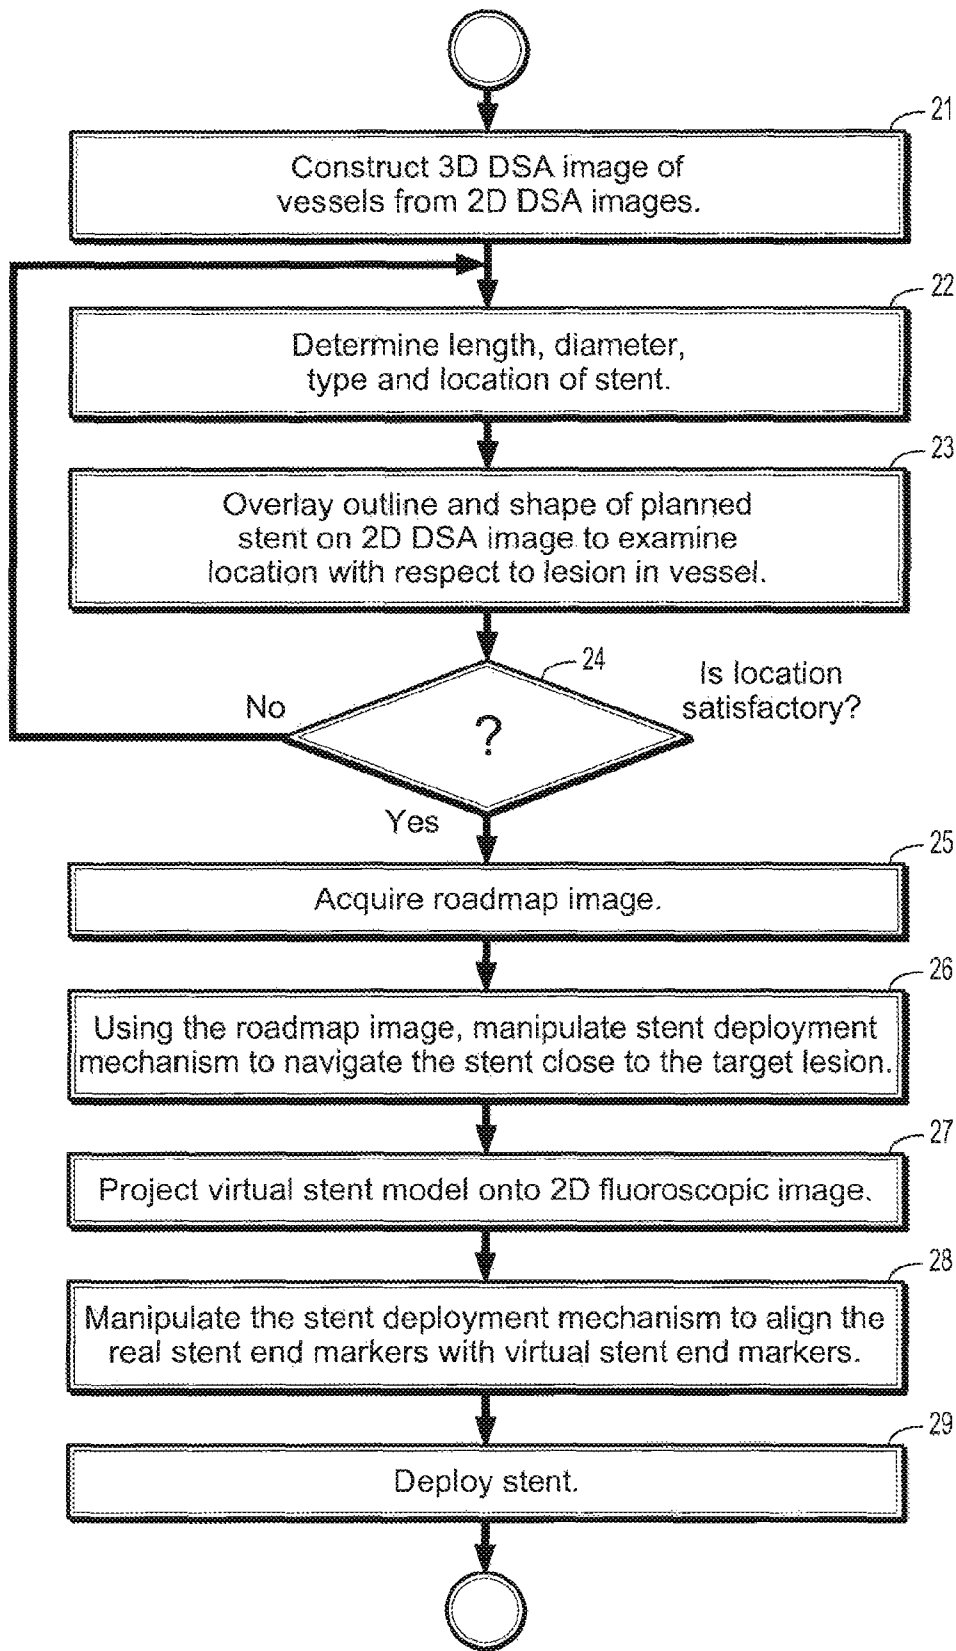 21
Construct 3D DSA image of
vessels from 2D DSA images.
22
Determine length, diameter,
type and location of stent.
23
Overlay outline and shape of planned
stent on 2D DSA image to examine
location with respect to lesion in vessel.
24
Is location
satisfactory?
No
?
Yes
25
Acquire roadmap image.
26
Using the roadmap image, manipulate stent deployment
mechanism to navigate the stent close to the target lesion.
27
Project virtual stent model onto 2D fluoroscopic image.
28
Manipulate the stent deployment mechanism to align the
real stent end markers with virtual stent end markers.
29
Deploy stent.